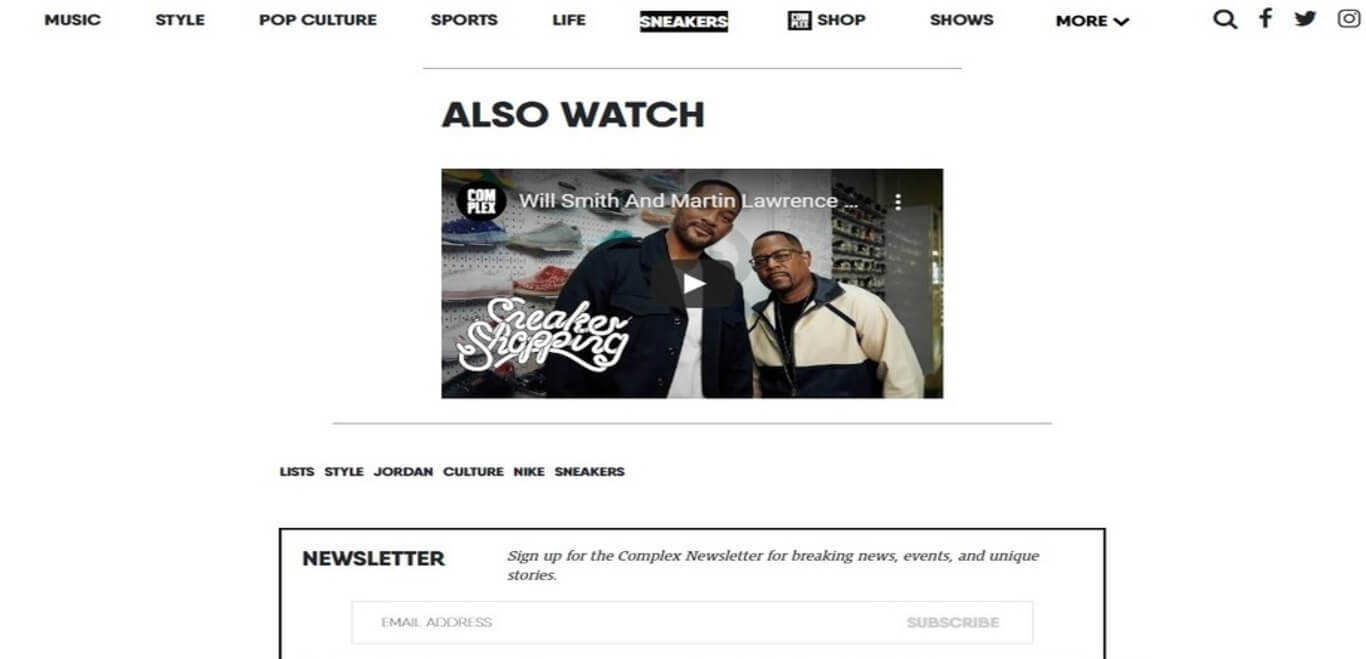 MUSIC STYLE POP CULTURE SPORTS LIFE SNEAKERS COMPLEX SHOP SHOWS MORE
ALSO WATCH
COMPLEX Will Smith And Martin Lawrence ...
Sneaker
Shopping
LISTS STYLE JORDAN CULTURE NIKE SNEAKERS
NEWSLETTER Sign up for the Complex Newsletter for breaking news, events, and unique
stories.
EMAIL ADDRESS SUBSCRIBE